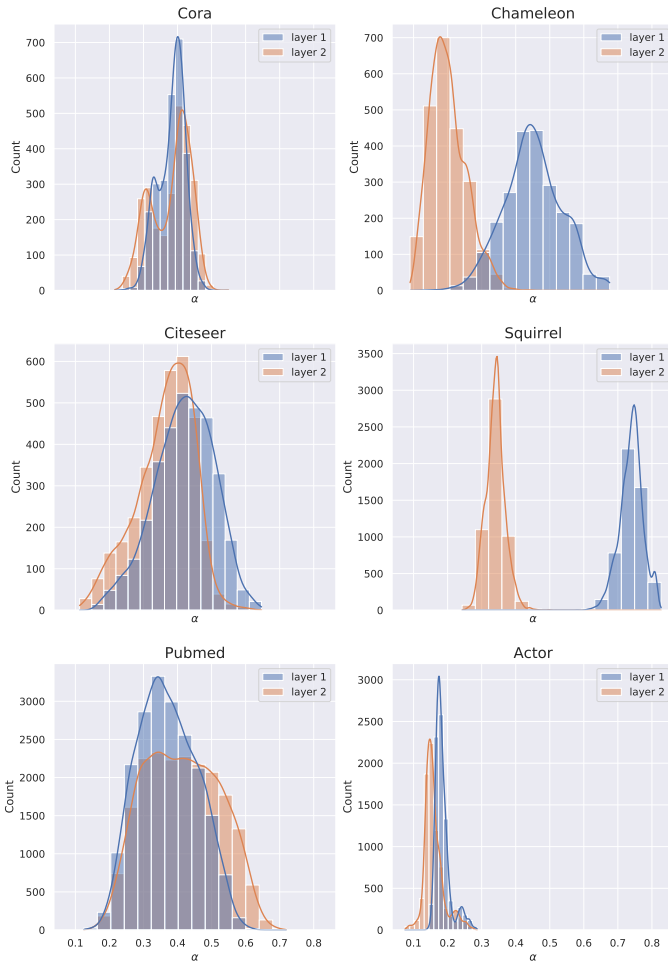 Cora
700
600
500
400
300
200
100
0
Count
α
layer 1
layer 2
Chameleon
700
600
500
400
300
200
100
0
Count
α
layer 1
layer 2
Citeseer
600
500
400
300
200
100
0
Count
α
layer 1
layer 2
Squirrel
3500
3000
2500
2000
1500
1000
500
0
Count
α
layer 1
layer 2
Pubmed
3000
2500
2000
1500
1000
500
0
Count
0.1 0.2 0.3 0.4 0.5 0.6 0.7 0.8
α
layer 1
layer 2
Actor
3000
2500
2000
1500
1000
500
0
Count
0.1 0.2 0.3 0.4 0.5 0.6 0.7 0.8
α
layer 1
layer 2